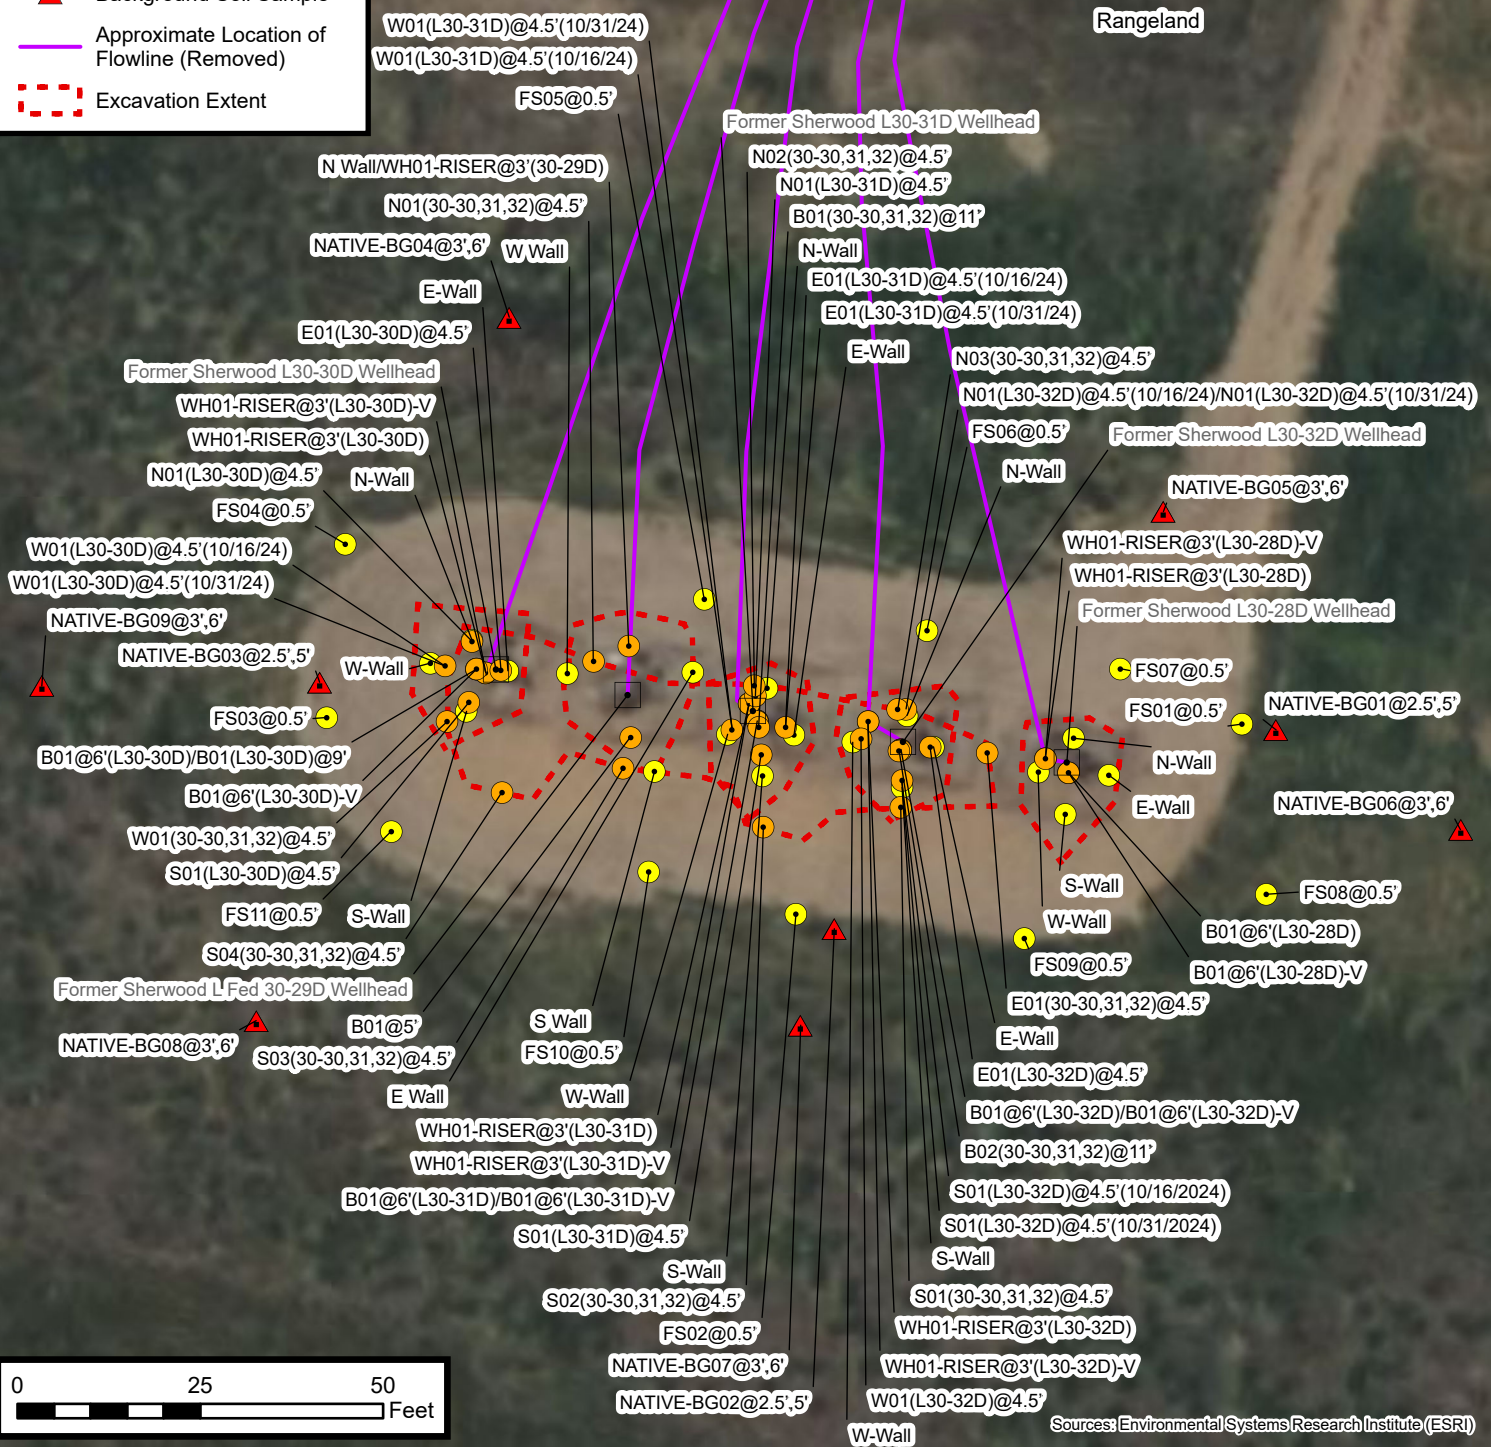 Background Soil Sample
Approximate Location of
Flowline (Removed)
Excavation Extent
Rangeland
W01(L30-31D)@4.5'(10/31/24)
W01(L30-31D)@4.5'(10/16/24)
FS05@0.5'
Former Sherwood L30-31D Wellhead
N02(30-30,31,32)@4.5'
N Wall/WH01-RISER@3'(30-29D)
N01(L30-31D)@4.5'
N01(30-30,31,32)@4.5'
B01(30-30,31,32)@11'
NATIVE-BG04@3',6'
W Wall
N-Wall
E01(L30-31D)@4.5'(10/16/24)
E-Wall
E01(L30-31D)@4.5'(10/31/24)
E01(L30-30D)@4.5'
E-Wall
N03(30-30,31,32)@4.5'
Former Sherwood L30-30D Wellhead
N01(L30-32D)@4.5'(10/16/24)/N01(L30-32D)@4.5'(10/31/24)
WH01-RISER@3'(L30-30D)-V
FS06@0.5'
Former Sherwood L30-32D Wellhead
WH01-RISER@3'(L30-30D)
N01(L30-30D)@4.5'
N-Wall
N-Wall
NATIVE-BG05@3',6'
FS04@0.5'
W01(L30-30D)@4.5'(10/16/24)
WH01-RISER@3'(L30-28D)-V
W01(L30-30D)@4.5'(10/31/24)
WH01-RISER@3'(L30-28D)
Former Sherwood L30-28D Wellhead
NATIVE-BG09@3',6'
NATIVE-BG03@2.5',5'
W-Wall
FS07@0.5'
FS03@0.5'
FS01@0.5'
NATIVE-BG01@2.5',5'
B01@6'(L30-30D)/B01(L30-30D)@9'
N-Wall
B01@6'(L30-30D)-V
E-Wall
NATIVE-BG06@3',6'
W01(30-30,31,32)@4.5'
S01(L30-30D)@4.5'
S-Wall
FS08@0.5'
FS11@0.5'
S-Wall
W-Wall
B01@6'(L30-28D)
S04(30-30,31,32)@4.5'
FS09@0.5'
B01@6'(L30-28D)-V
Former Sherwood L Fed 30-29D Wellhead
E01(30-30,31,32)@4.5'
B01@5'
S Wall
E-Wall
NATIVE-BG08@3',6'
S03(30-30,31,32)@4.5'
FS10@0.5'
E01(L30-32D)@4.5'
E Wall
W-Wall
B01@6'(L30-32D)/B01@6'(L30-32D)-V
WH01-RISER@3'(L30-31D)
B02(30-30,31,32)@11'
WH01-RISER@3'(L30-31D)-V
S01(L30-32D)@4.5'(10/16/2024)
B01@6'(L30-31D)/B01@6'(L30-31D)-V
S01(L30-32D)@4.5'(10/31/2024)
S01(L30-31D)@4.5'
S-Wall
S-Wall
S02(30-30,31,32)@4.5'
S01(30-30,31,32)@4.5'
FS02@0.5'
WH01-RISER@3'(L30-32D)
NATIVE-BG07@3',6'
WH01-RISER@3'(L30-32D)-V
NATIVE-BG02@2.5',5'
W01(L30-32D)@4.5'
W-Wall
0 25 50
Feet
Sources: Environmental Systems Research Institute (ESRI)